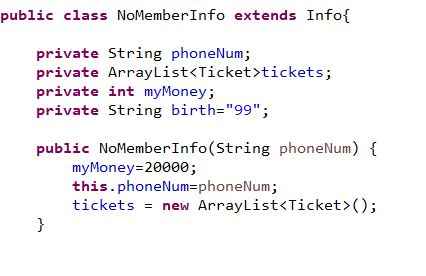 public class NoMemberInfo extends Info{
private String phoneNum;
private ArrayList<Ticket>tickets;
private int myMoney;
private String birth="99";
public NoMemberInfo(String phoneNum) {
myMoney=20000;
this.phoneNum=phoneNum;
tickets = new ArrayList<Ticket>();
}